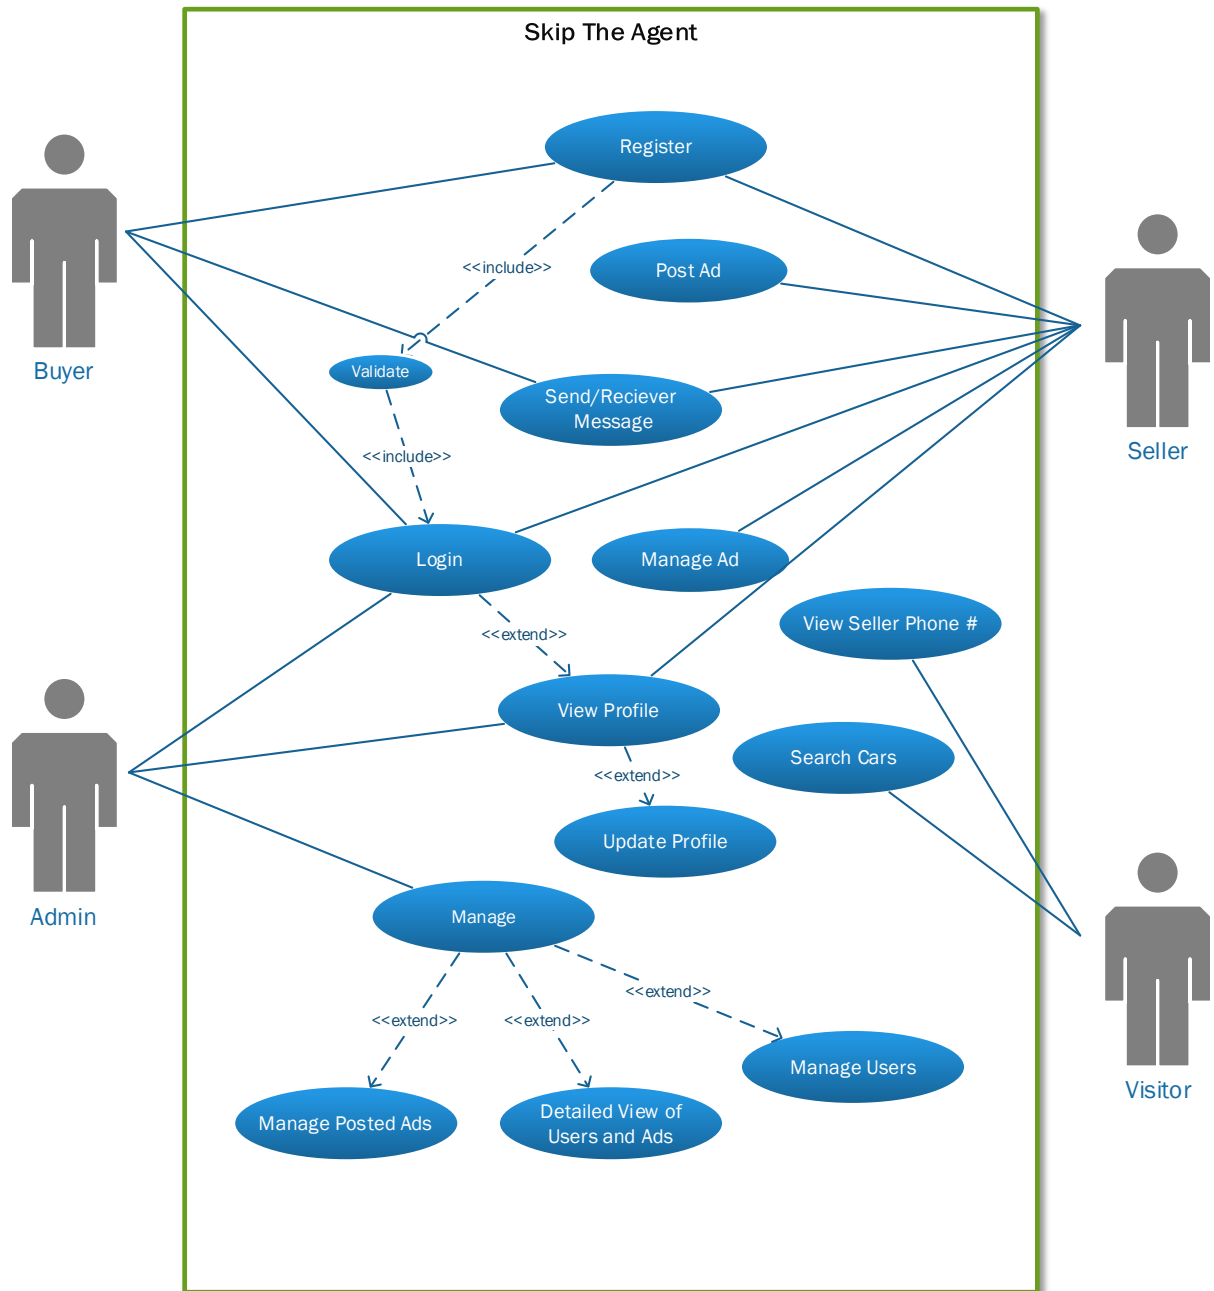 Skip The Agent
Register
<<include>>
Post Ad
Buyer
Validate
Send/Reciever
Message
Seller
<<include>>
Login
Manage Ad
View Seller Phone #
<<extend>>
View Profile
Search Cars
<<extend>>
Update Profile
Admin
Manage
<<extend>>
<<extend>>
<<extend>>
Manage Users
Visitor
Manage Posted Ads
Detailed View of
Users and Ads